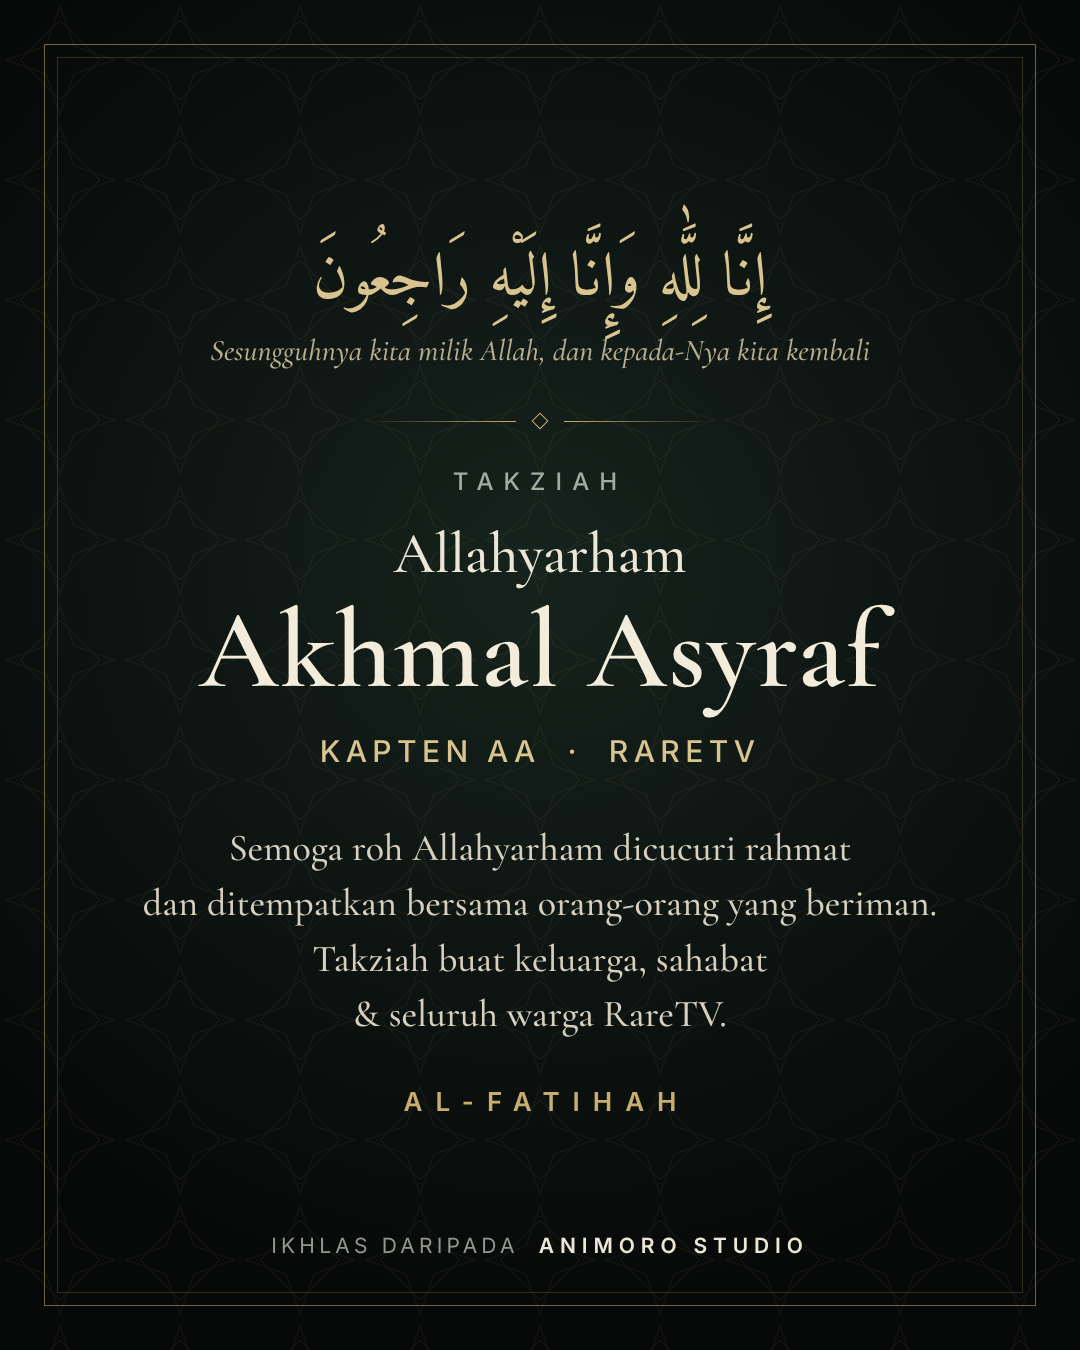 إِنَّا لِلَّٰهِ وَإِنَّا إِلَيْهِ رَاجِعُونَ
Sesungguhnya kita milik Allah, dan kepada-Nya kita kembali
TAKZIAH
Allahyarham
Akhmal Asyraf
KAPTEN AA · RARETV
Semoga roh Allahyarham dicucuri rahmat
dan ditempatkan bersama orang-orang yang beriman.
Takziah buat keluarga, sahabat
& seluruh warga RareTV.
AL-FATIHAH
IKHLAS DARIPADA ANIMORO STUDIO